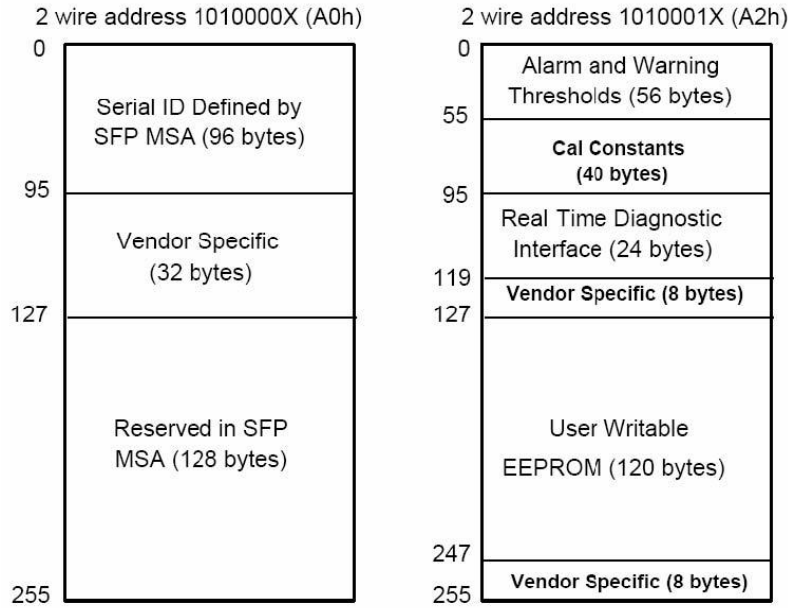 2 wire address 1010000X (A0h)
0
Serial ID Defined by
SFP MSA (96 bytes)
95
Vendor Specific
(32 bytes)
127
Reserved in SFP
MSA (128 bytes)
255
2 wire address 1010001X (A2h)
0
Alarm and Warning
Thresholds (56 bytes)
55
Cal Constants
(40 bytes)
95
Real Time Diagnostic
Interface (24 bytes)
119
Vendor Specific (8 bytes)
127
User Writable
EEPROM (120 bytes)
247
Vendor Specific (8 bytes)
255